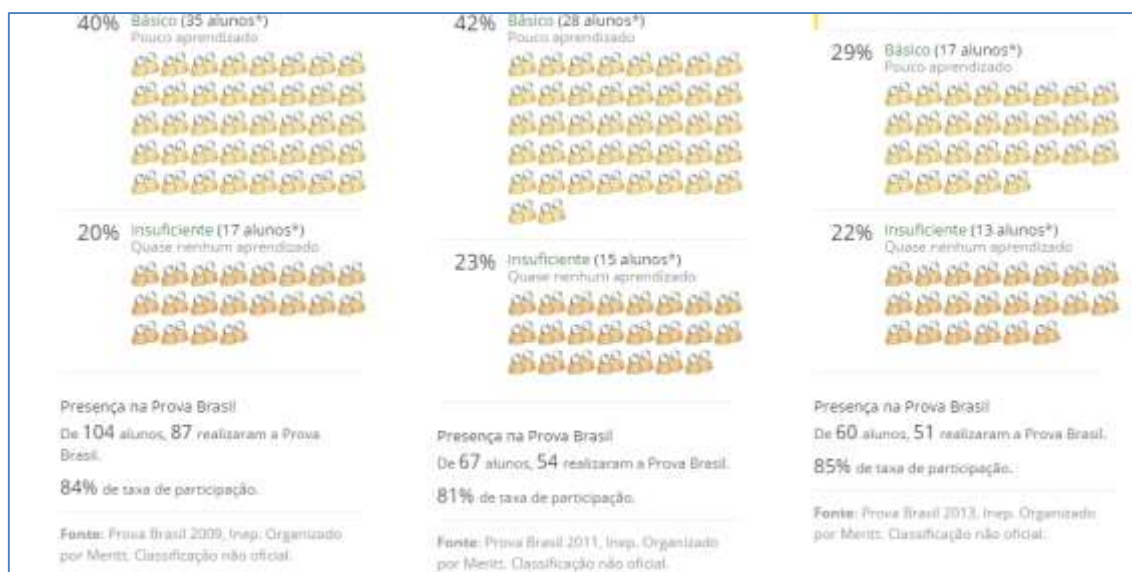 40% Básico (35 alunos*)
Pouco aprendizado
20% Insuficiente (17 alunos*)
Quase nenhum aprendizado
Presença na Prova Brasil
De 104 alunos, 87 realizaram a Prova
Brasil.
84% de taxa de participação.
Fonte: Prova Brasil 2009, Inep. Organizado
por Meritt. Classificação não oficial.
42% Básico (28 alunos*)
Pouco aprendizado
23% Insuficiente (15 alunos*)
Quase nenhum aprendizado
Presença na Prova Brasil
De 67 alunos, 54 realizaram a Prova Brasil.
81% de taxa de participação.
Fonte: Prova Brasil 2011, Inep. Organizado
por Meritt. Classificação não oficial.
29% Básico (17 alunos*)
Pouco aprendizado
22% Insuficiente (13 alunos*)
Quase nenhum aprendizado
Presença na Prova Brasil
De 60 alunos, 51 realizaram a Prova Brasil.
85% de taxa de participação.
Fonte: Prova Brasil 2013, Inep. Organizado
por Meritt. Classificação não oficial.